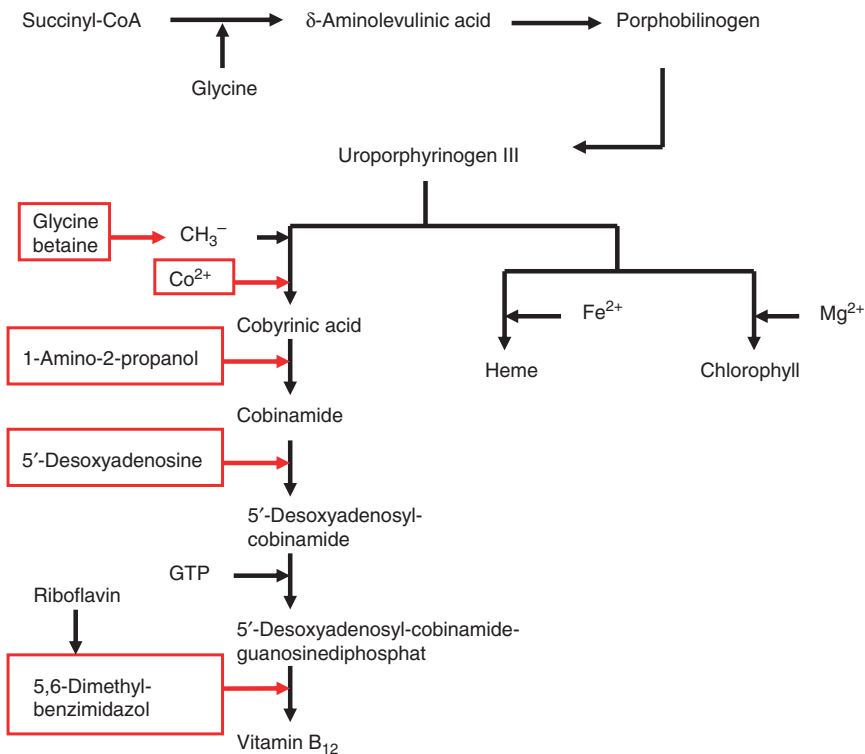 Succinyl-CoA
δ-Aminolevulinic acid
Porphobilinogen
Glycine
Uroporphyrinogen III
Glycine
betaine
CH₃⁻
Co²⁺
Cobyrinic acid
Fe²⁺
Mg²⁺
1-Amino-2-propanol
Heme
Chlorophyll
Cobinamide
5′-Desoxyadenosine
5′-Desoxyadenosyl-
cobinamide
GTP
Riboflavin
5′-Desoxyadenosyl-cobinamide-
guanosinediphosphat
5,6-Dimethyl-
benzimidazol
Vitamin B₁₂